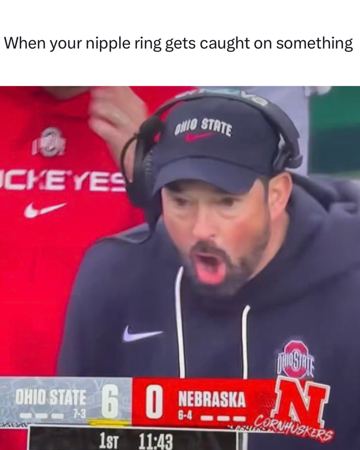 When your nipple ring gets caught on something
OHIO STATE
UCKEYES
OHIO STATE
OHIO STATE 7-3 6 0 NEBRASKA 6-4
N
CORNHUSKERS
1ST 11:43